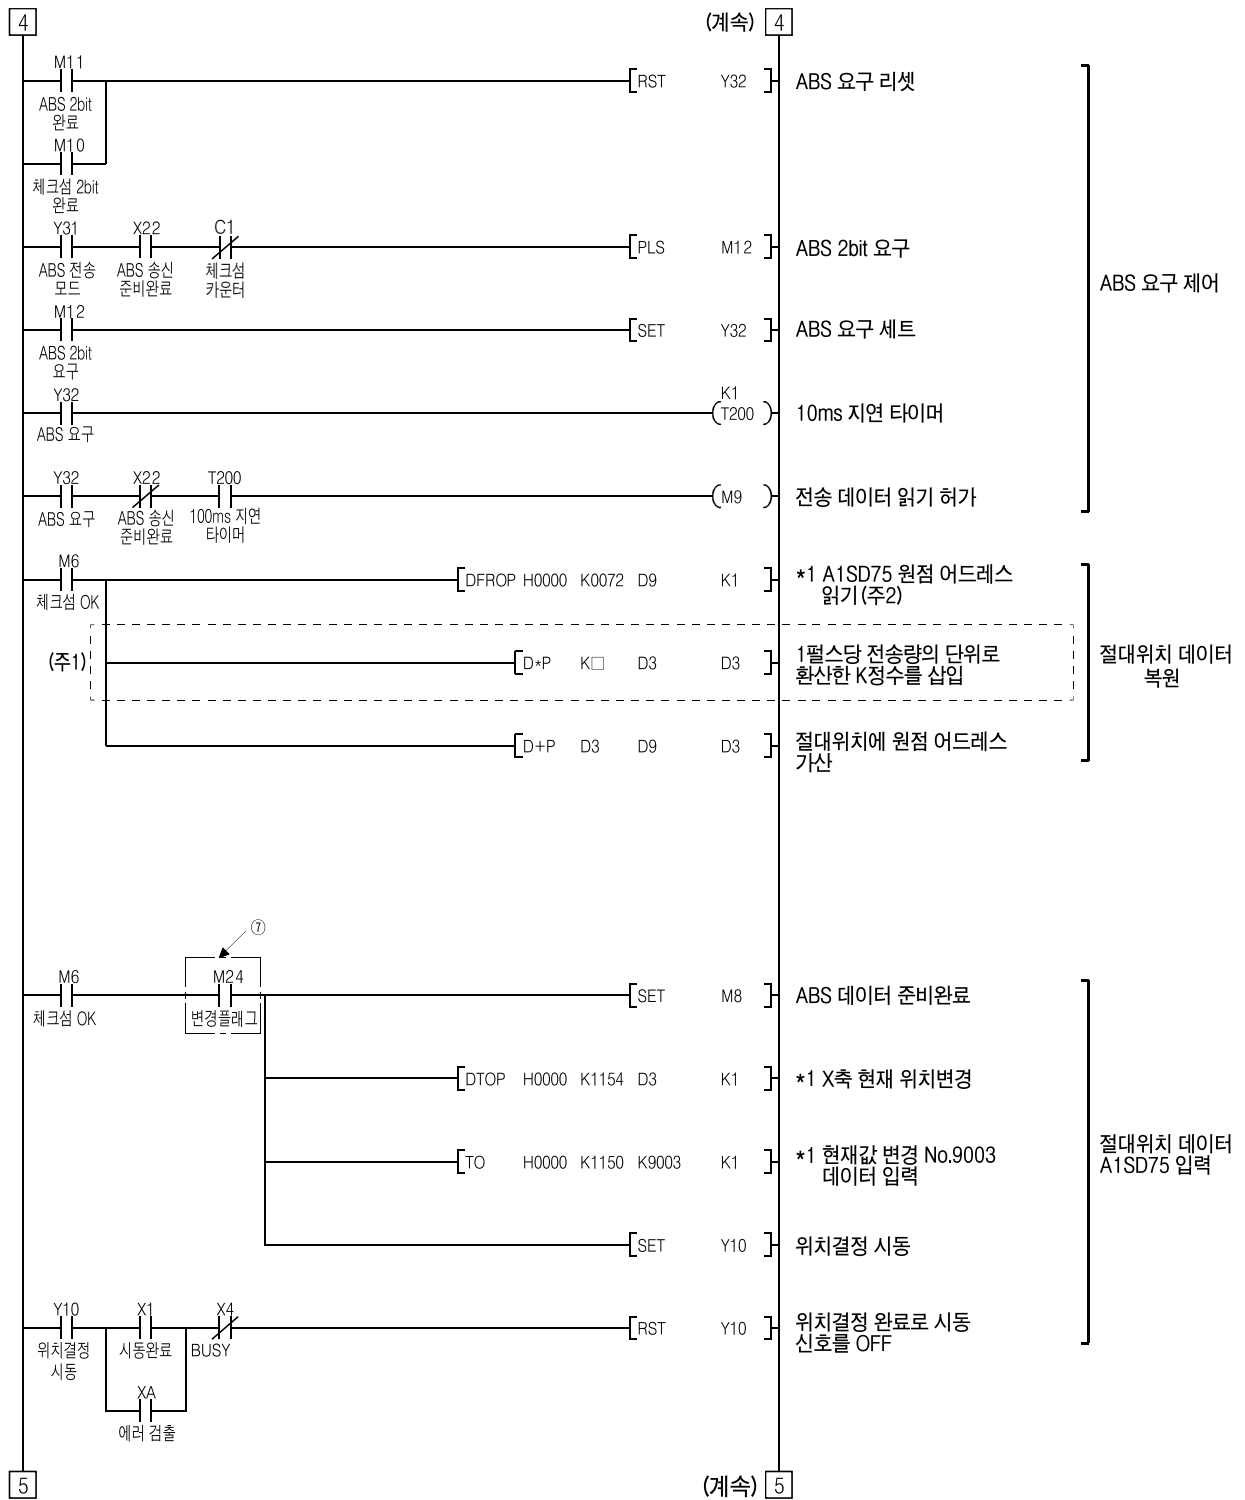 4 (계속) 4
M11
RST Y32 ABS 요구 리셋
ABS 2bit
완료
M10
체크섬 2bit
완료
Y31 X22 C1
PLS M12 ABS 2bit 요구
ABS 전송 ABS 송신 체크섬
모드 준비완료 카운터
ABS 요구 제어
M12
SET Y32 ABS 요구 세트
ABS 2bit
요구
Y32 K1
T200 10ms 지연 타이머
ABS 요구
Y32 X22 T200
M9 전송 데이터 읽기 허가
ABS 요구 ABS 송신 100ms 지연
준비완료 타이머
M6
DFROP H0000 K0072 D9 K1 *1 A1SD75 원점 어드레스
체크섬 OK 읽기(주2)
(주1) D*P K□ D3 D3 1펄스당 전송량의 단위로
환산한 K정수를 삽입
절대위치 데이터
복원
D+P D3 D9 D3 절대위치에 원점 어드레스
가산
⑦
M6 M24
SET M8 ABS 데이터 준비완료
체크섬 OK 변경플래그
DTOP H0000 K1154 D3 K1 *1 X축 현재 위치변경
TO H0000 K1150 K9003 K1 *1 현재값 변경 No.9003
데이터 입력
절대위치 데이터
A1SD75 입력
SET Y10 위치결정 시동
Y10 X1 X4
RST Y10 위치결정 완료로 시동
신호를 OFF
위치결정 시동완료 BUSY
시동
XA
에러 검출
5 (계속) 5